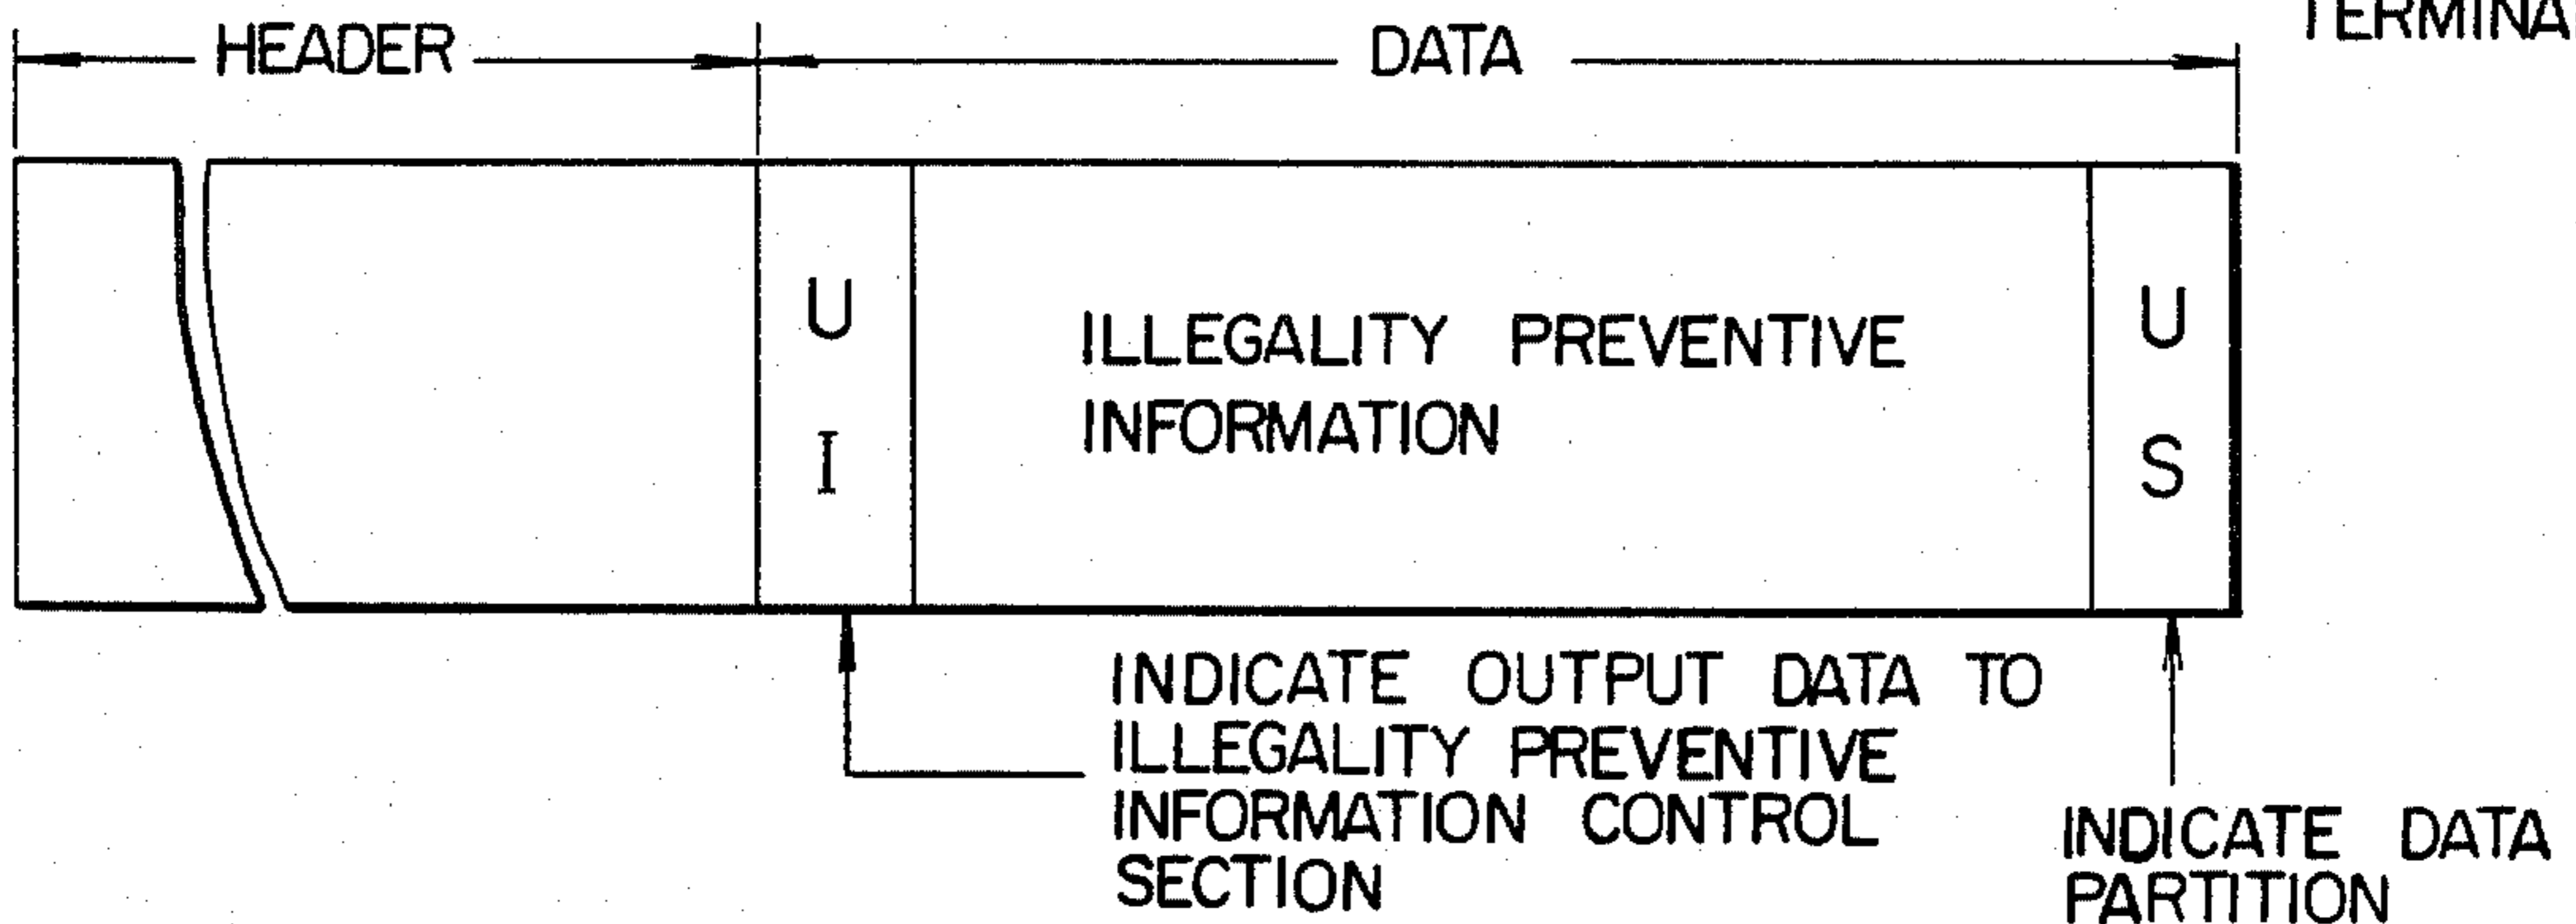 HEADER
DATA
U
I
ILLEGALITY PREVENTIVE
INFORMATION
U
S
INDICATE OUTPUT DATA TO
ILLEGALITY PREVENTIVE
INFORMATION CONTROL
SECTION
INDICATE DATA
PARTITION